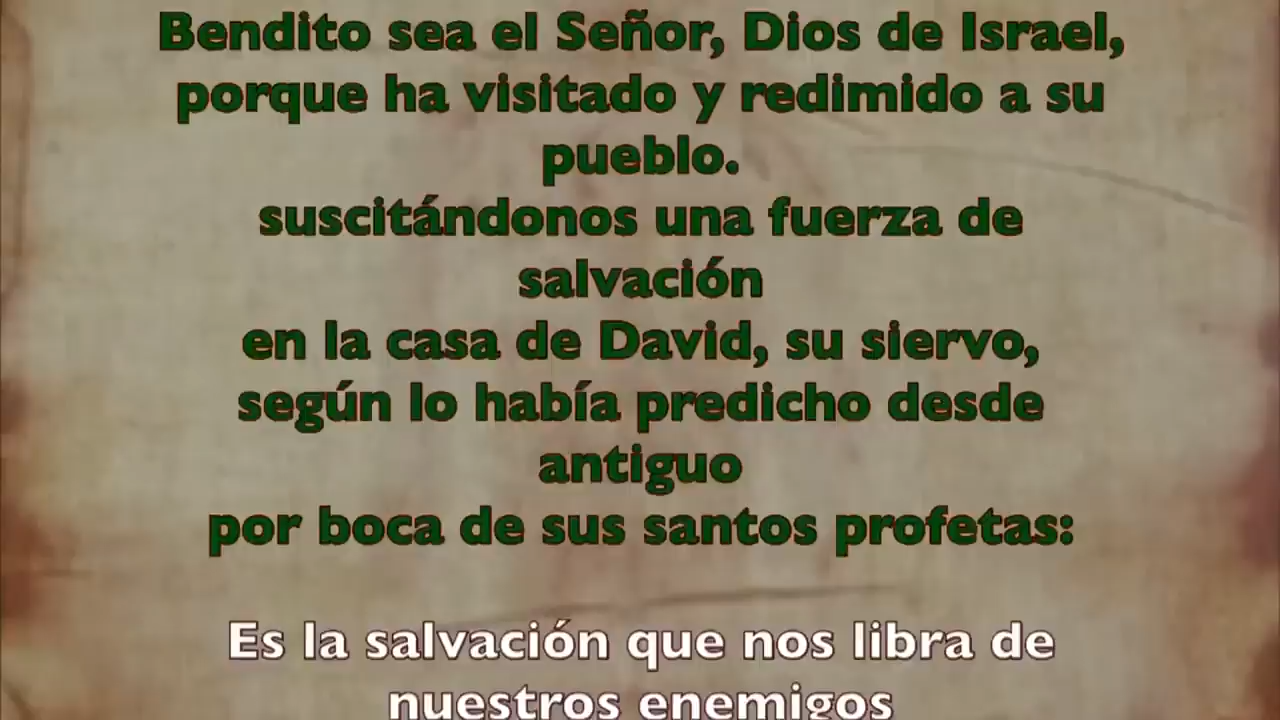 Bendito sea el Señor, Dios de Israel,
porque ha visitado y redimido a su
pueblo.
suscitándonos una fuerza de
salvación
en la casa de David, su siervo,
según lo había predicho desde
antiguo
por boca de sus santos profetas:
Es la salvación que nos libra de
nuestros enemigos